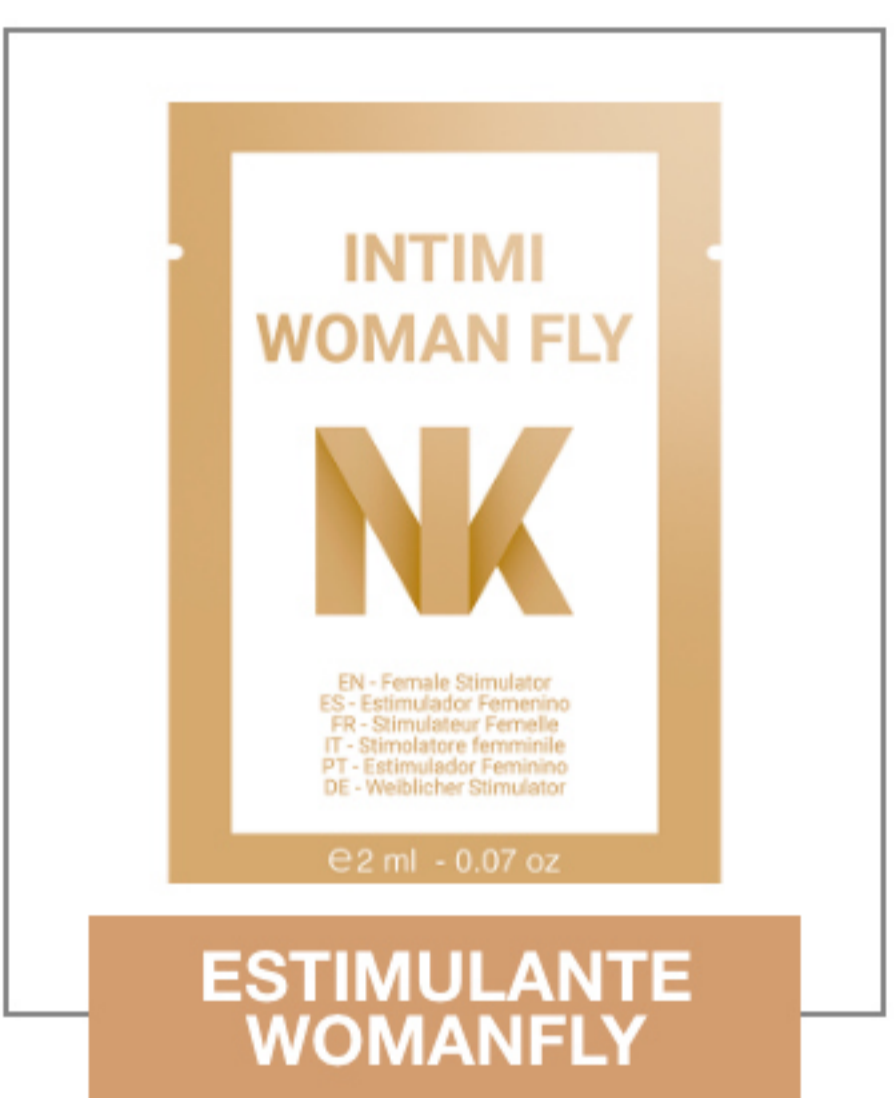 INTIMI
WOMAN FLY
NK
EN - Female Stimulator
ES - Estimulador Femenino
FR - Stimulateur Femelle
IT - Stimolatore femminile
PT - Estimulador Feminino
DE - Weiblicher Stimulator
℮2 ml - 0.07 oz
ESTIMULANTE
WOMANFLY